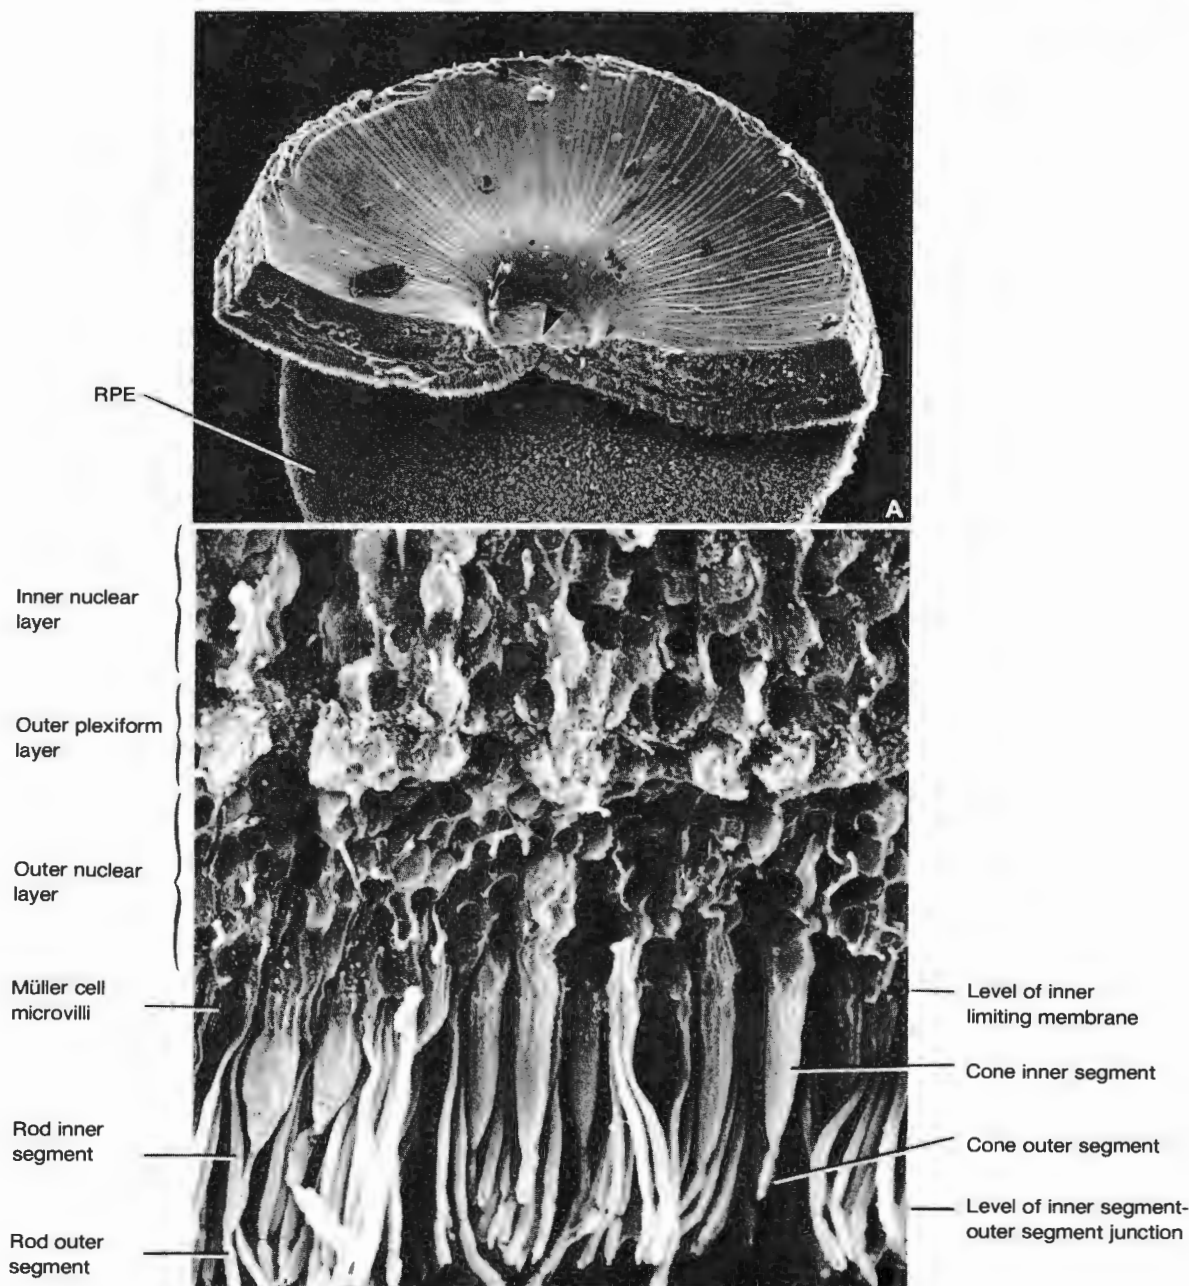 RPE
A
Inner nuclear
layer
Outer plexiform
layer
Outer nuclear
layer
Müller cell
microvilli
Rod inner
segment
Rod outer
segment
Level of inner
limiting membrane
Cone inner segment
Cone outer segment
Level of inner segment-
outer segment junction